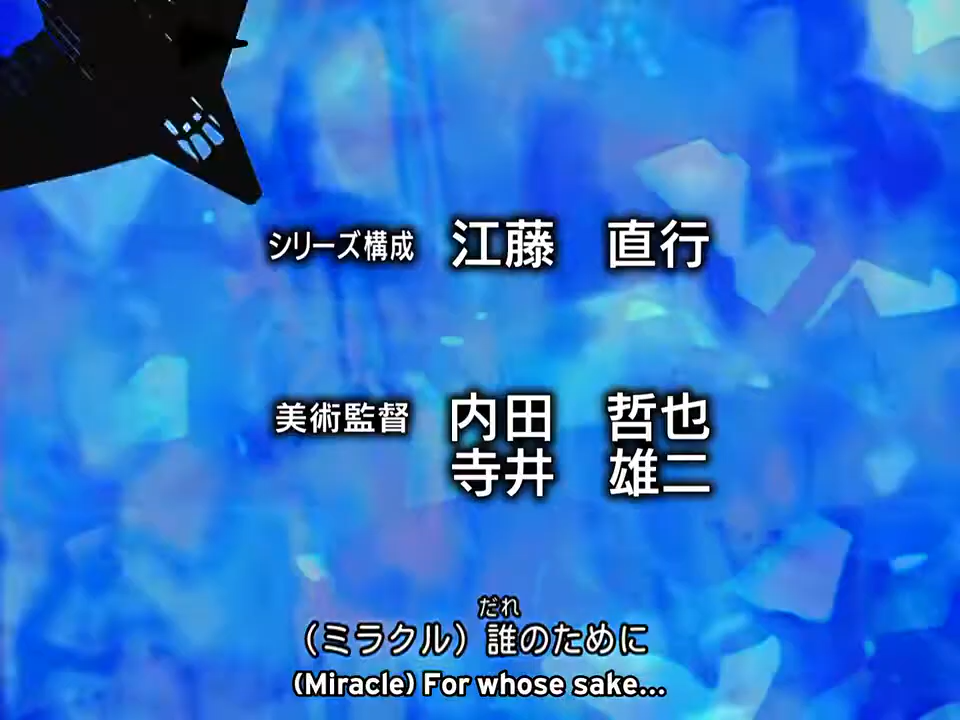 シリーズ構成 江藤 直行
美術監督 内田 哲也
寺井 雄二
だれ
（ミラクル）誰のために
(Miracle) For whose sake...